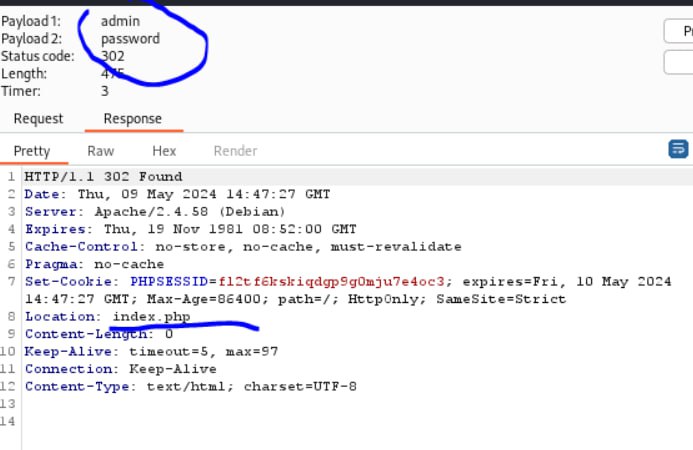 Payload 1: admin
Payload 2: password
Status code: 302
Length: 475
Timer: 3
Request Response
Pretty Raw Hex Render
1 HTTP/1.1 302 Found
2 Date: Thu, 09 May 2024 14:47:27 GMT
3 Server: Apache/2.4.58 (Debian)
4 Expires: Thu, 19 Nov 1981 08:52:00 GMT
5 Cache-Control: no-store, no-cache, must-revalidate
6 Pragma: no-cache
7 Set-Cookie: PHPSESSID=fl2tf6kskiqdgp9g0mju7e4oc3; expires=Fri, 10 May 2024
14:47:27 GMT; Max-Age=86400; path=/; HttpOnly; SameSite=Strict
8 Location: index.php
9 Content-Length: 0
10 Keep-Alive: timeout=5, max=97
11 Connection: Keep-Alive
12 Content-Type: text/html; charset=UTF-8
13
14